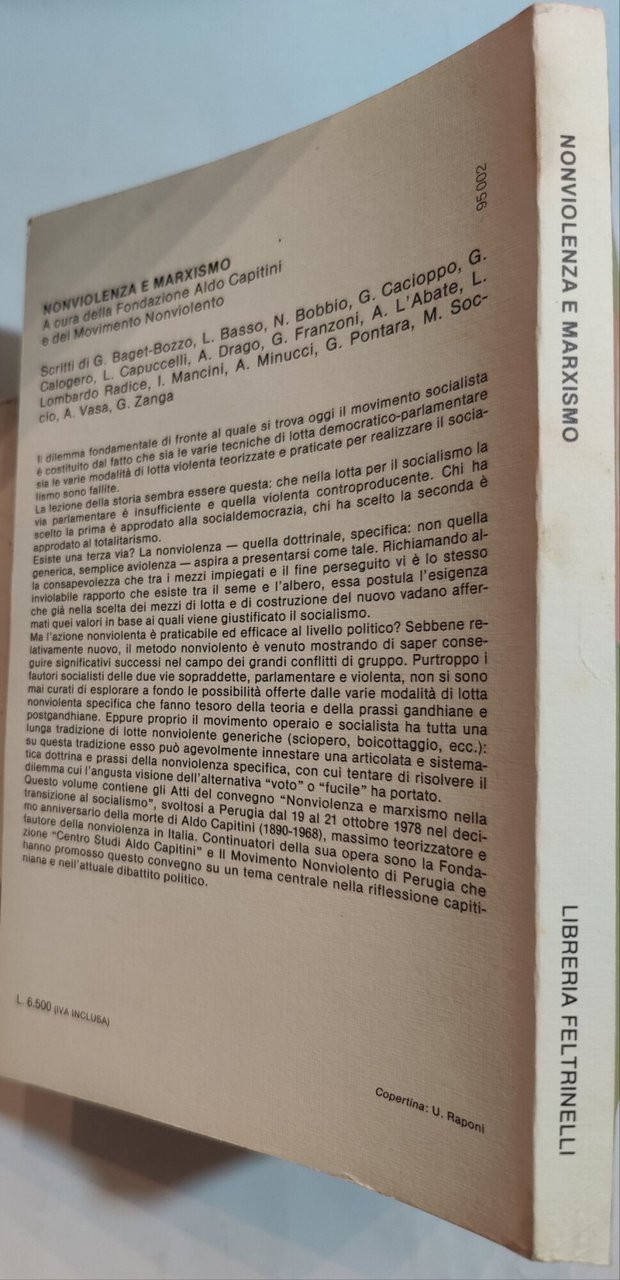 95 002
NONVIOLENZA E MARXISMO
A cura della Fondazione Aldo Capitini
e del Movimento Nonviolento
Scritti di G. Baget-Bozzo, L. Basso, N. Bobbio, G. Cacioppo, G.
Calogero, L. Capuccelli, A. Drago, G. Franzoni, A. L'Abate, L.
Lombardo Radice, I. Mancini, A. Minucci, G. Pontara, M. Soc-
cio, A. Vasa, G. Zanga
Il dilemma fondamentale di fronte al quale si trova oggi il movimento socialista
è costituito dal fatto che sia le varie tecniche di lotta democratico-parlamentare
sia le varie modalità di lotta violenta teorizzate e praticate per realizzare il socia-
lismo sono fallite.
La lezione della storia sembra essere questa: che nella lotta per il socialismo la
via parlamentare è insufficiente e quella violenta controproducente. Chi ha
scelto la prima è approdato alla socialdemocrazia, chi ha scelto la seconda è
approdato al totalitarismo.
Esiste una terza via? La nonviolenza — quella dottrinale, specifica: non quella
generica, semplice aviolenza — aspira a presentarsi come tale. Richiamando al-
la consapevolezza che tra i mezzi impiegati e il fine perseguito vi è lo stesso
inviolabile rapporto che esiste tra il seme e l'albero, essa postula l'esigenza
che già nella scelta dei mezzi di lotta e di costruzione del nuovo vadano affer-
mati quei valori in base ai quali viene giustificato il socialismo.
Ma l'azione nonviolenta è praticabile ed efficace al livello politico? Sebbene re-
lativamente nuovo, il metodo nonviolento è venuto mostrando di saper conse-
guire significativi successi nel campo dei grandi conflitti di gruppo. Purtroppo i
fautori socialisti delle due vie sopraddette, parlamentare e violenta, non si sono
mai curati di esplorare a fondo le possibilità offerte dalle varie modalità di lotta
nonviolenta specifica che fanno tesoro della teoria e della prassi gandhiane e
postgandhiane. Eppure proprio il movimento operaio e socialista ha tutta una
lunga tradizione di lotte nonviolente generiche (sciopero, boicottaggio, ecc.):
su questa tradizione esso può agevolmente innestare una articolata e sistema-
tica dottrina e prassi della nonviolenza specifica, con cui tentare di risolvere il
dilemma cui l'angusta visione dell'alternativa "voto" o "fucile" ha portato.
Questo volume contiene gli Atti del convegno "Nonviolenza e marxismo nella
transizione al socialismo", svoltosi a Perugia dal 19 al 21 ottobre 1978 nel deci-
mo anniversario della morte di Aldo Capitini (1890-1968), massimo teorizzatore e
fautore della nonviolenza in Italia. Continuatori della sua opera sono la Fonda-
zione "Centro Studi Aldo Capitini" e Il Movimento Nonviolento di Perugia che
hanno promosso questo convegno su un tema centrale nella riflessione capiti-
niana e nell'attuale dibattito politico.
L. 6.500 (IVA INCLUSA)
Copertina: U. Raponi
NONVIOLENZA E MARXISMO
LIBRERIA FELTRINELLI